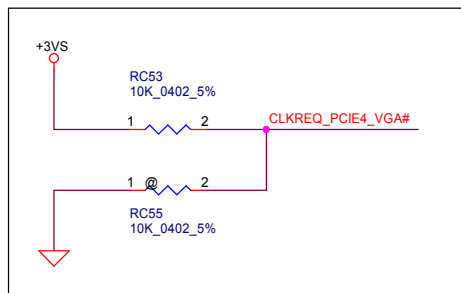 +3VS
RC53
10K_0402_5%
1 2 CLKREQ_PCIE4_VGA#
1 @ 2
RC55
10K_0402_5%